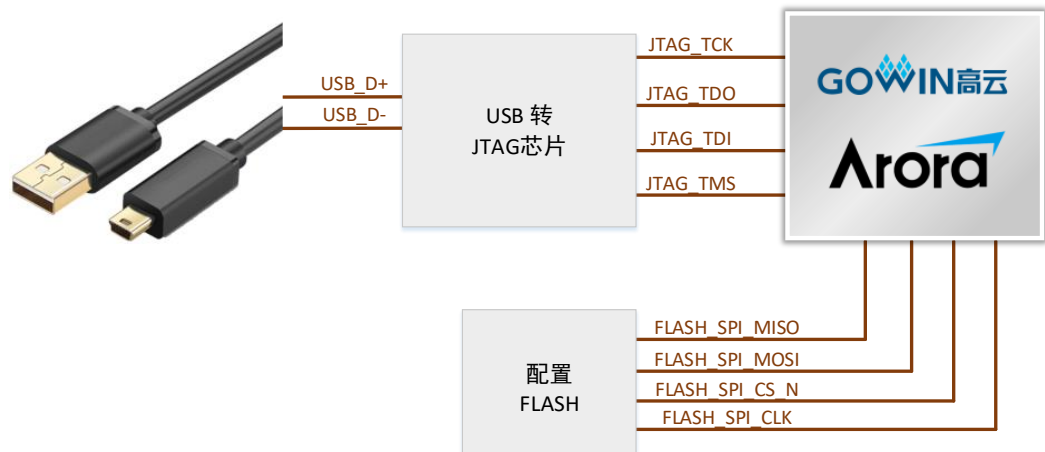 USB_D+
USB_D-
USB 转
JTAG芯片
JTAG_TCK
JTAG_TDO
JTAG_TDI
JTAG_TMS
GOWIN高云
Arora
配置
FLASH
FLASH_SPI_MISO
FLASH_SPI_MOSI
FLASH_SPI_CS_N
FLASH_SPI_CLK